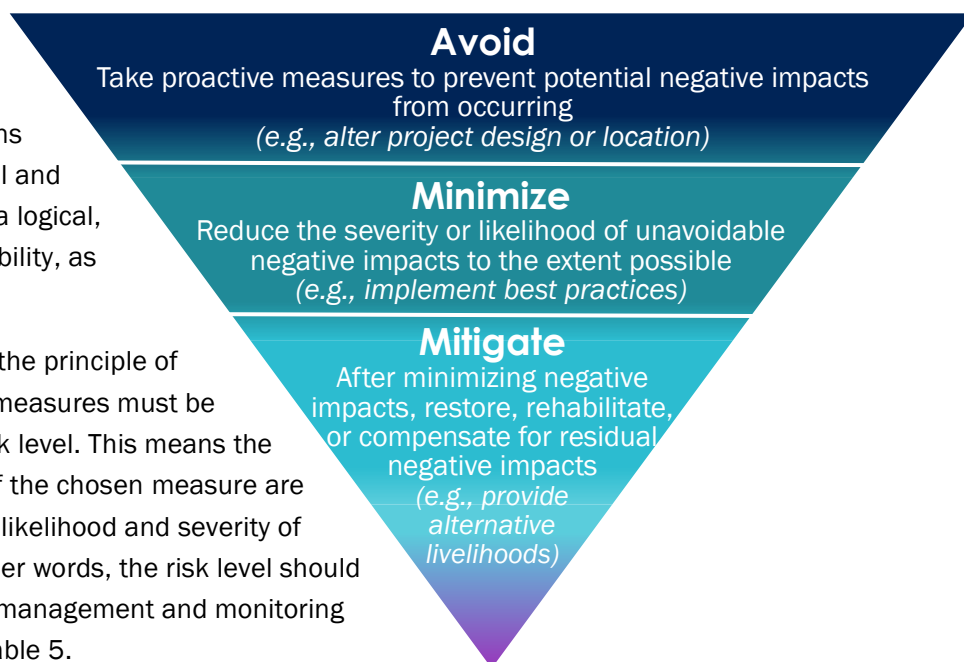 Avoid
Take proactive measures to prevent potential negative impacts
from occurring
(e.g., alter project design or location)
Minimize
Reduce the severity or likelihood of unavoidable
negative impacts to the extent possible
(e.g., implement best practices)
Mitigate
After minimizing negative
impacts, restore, rehabilitate,
or compensate for residual
negative impacts
(e.g., provide
alternative
livelihoods)
l and
a logical,
bility, as
the principle of
measures must be
k level. This means the
f the chosen measure are
likelihood and severity of
er words, the risk level should
management and monitoring
able 5.